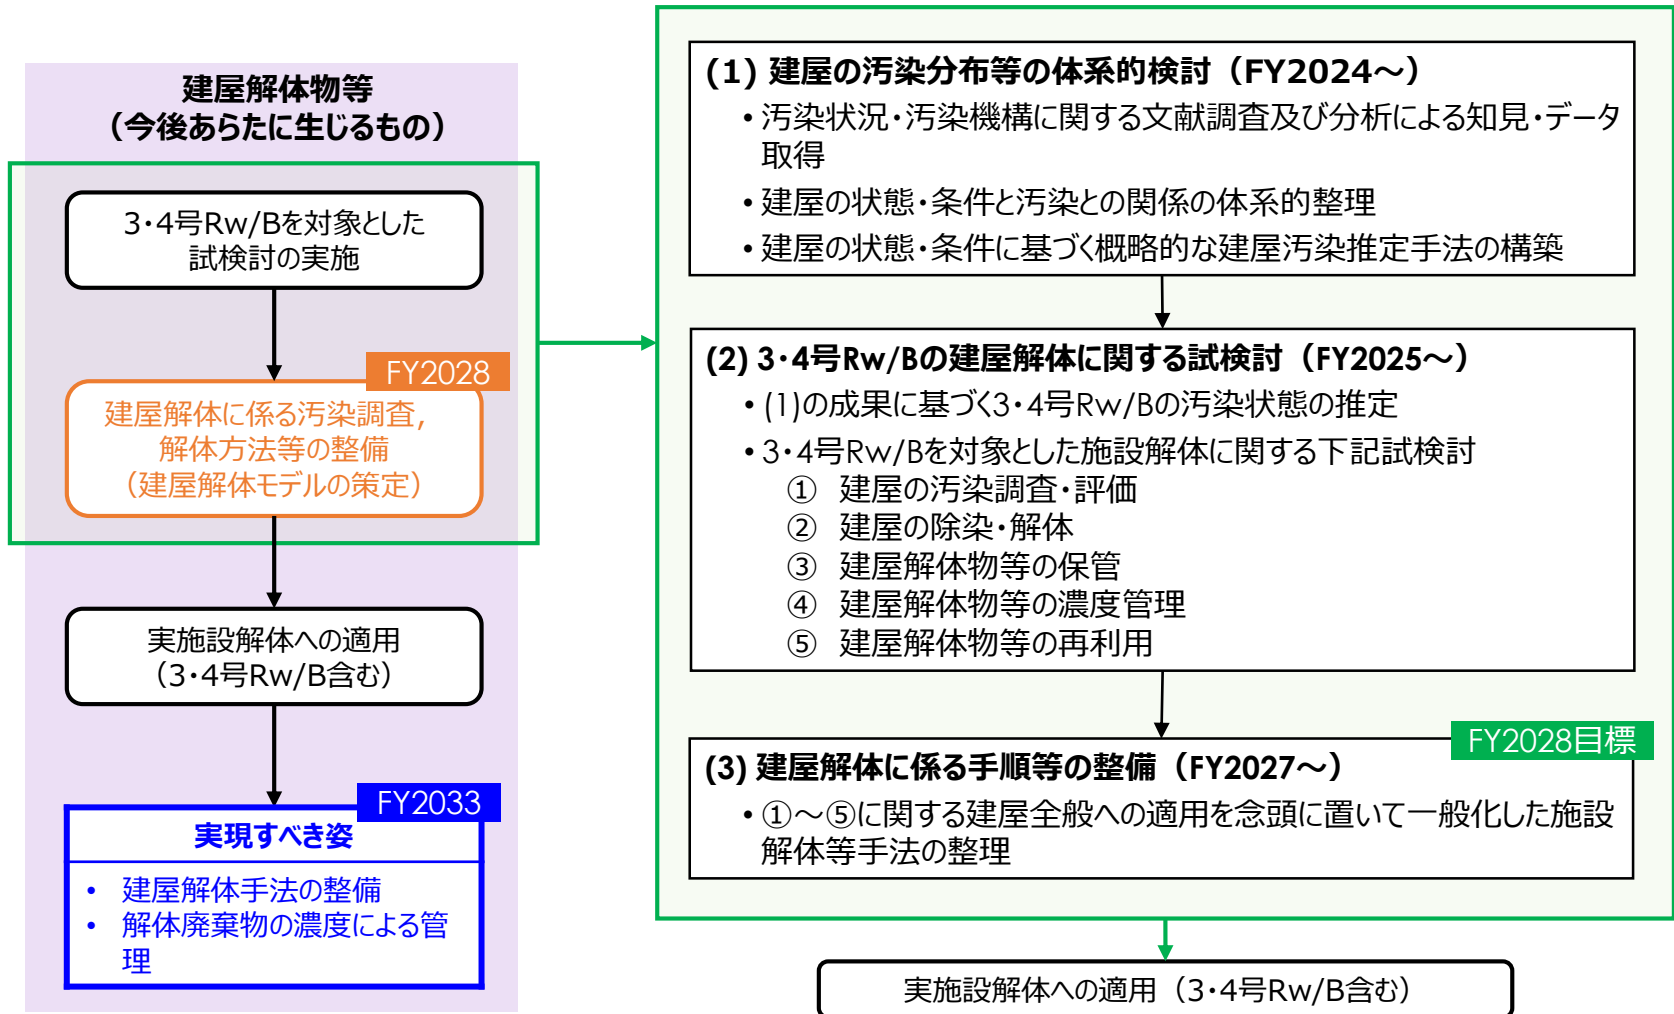 建屋解体物等
（今後あらたに生じるもの）
3・4号Rw/Bを対象とした
試検討の実施
FY2028
建屋解体に係る汚染調査,
解体方法等の整備
（建屋解体モデルの策定）
実施設解体への適用
（3・4号Rw/B含む）
FY2033
実現すべき姿
• 建屋解体手法の整備
• 解体廃棄物の濃度による管
理
(1) 建屋の汚染分布等の体系的検討（FY2024～）
• 汚染状況・汚染機構に関する文献調査及び分析による知見・データ
取得
• 建屋の状態・条件と汚染との関係の体系的整理
• 建屋の状態・条件に基づく概略的な建屋汚染推定手法の構築
(2) 3・4号Rw/Bの建屋解体に関する試検討（FY2025～）
• (1)の成果に基づく3・4号Rw/Bの汚染状態の推定
• 3・4号Rw/Bを対象とした施設解体に関する下記試検討
① 建屋の汚染調査・評価
② 建屋の除染・解体
③ 建屋解体物等の保管
④ 建屋解体物等の濃度管理
⑤ 建屋解体物等の再利用
FY2028目標
(3) 建屋解体に係る手順等の整備（FY2027～）
• ①～⑤に関する建屋全般への適用を念頭に置いて一般化した施設
解体等手法の整理
実施設解体への適用（3・4号Rw/B含む）